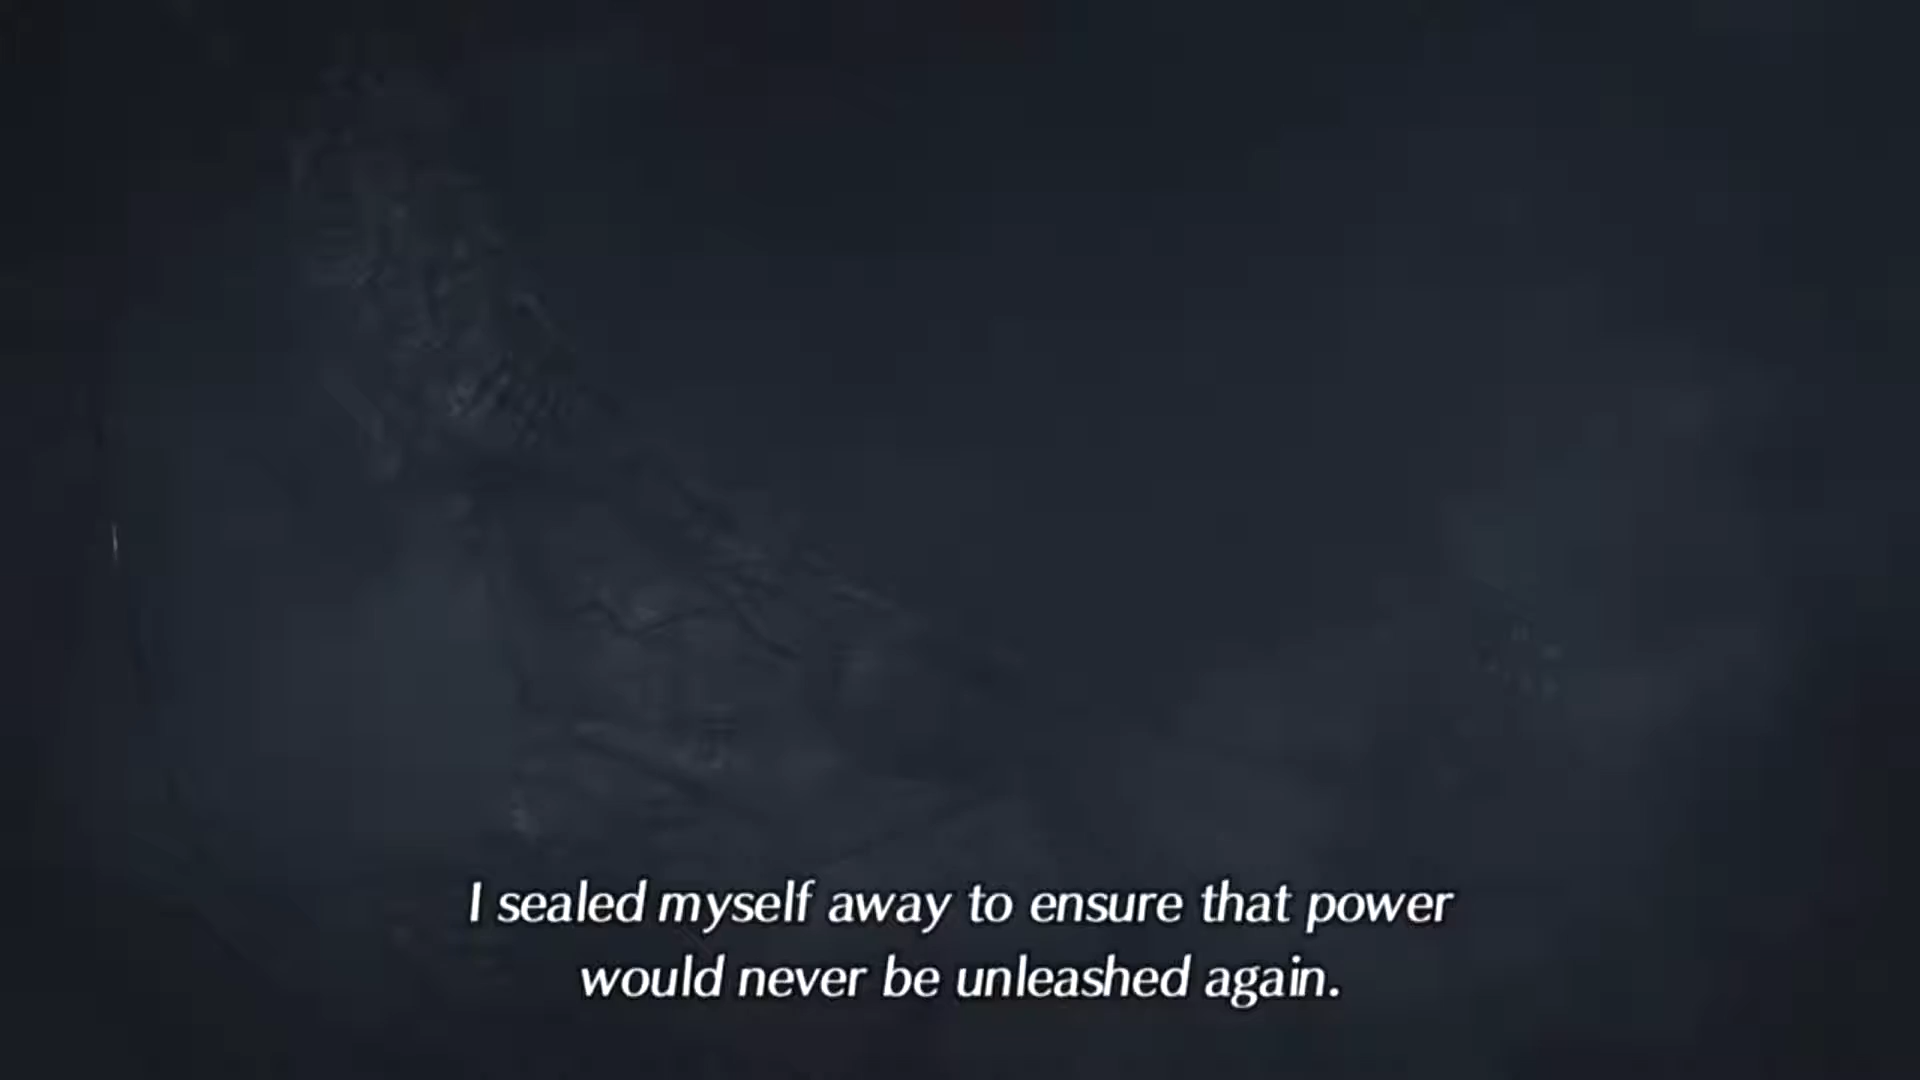 I sealed myself away to ensure that power
would never be unleashed again.